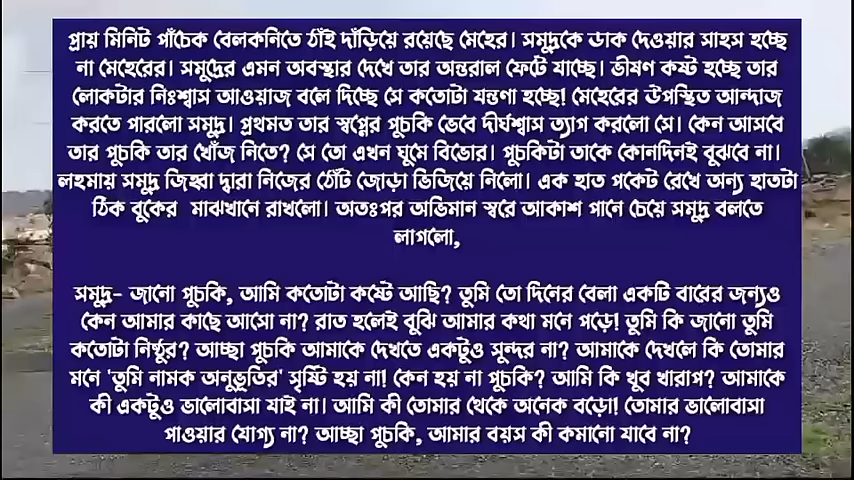 প্রায় মিনিট পাঁচেক বেলকনিতে ঠাঁই দাঁড়িয়ে রয়েছে মেহের। সমুদ্রকে ডাক দেওয়ার সাহস হচ্ছে
না মেহেরের। সমুদ্রের এমন অবস্থার দেখে তার অন্তরাল ফেটে যাচ্ছে। ভীষণ কষ্ট হচ্ছে তার
লোকটার নিঃশ্বাস আওয়াজ বলে দিচ্ছে সে কতোটা যন্তণা হচ্ছে! মেহেরের ঊপস্থিত আন্দাজ
করতে পারলো সমুদ্র। প্রথমত তার স্বপ্নের পুচকি ভেবে দীর্ঘশ্বাস ত্যাগ করলো সে। কেন আসবে
তার পুচকি তার খোঁজ নিতে? সে তো এখন ঘুমে বিভোর। পুচকিটা তাকে কোনদিনই বুঝবে না।
লহমায় সমুদ্র জিহ্বা দ্বারা নিজের ঠোঁট জোড়া ভিজিয়ে নিলো। এক হাত পকেট রেখে অন্য হাতটা
ঠিক বুকের মাঝখানে রাখলো। অতঃপর অভিমান স্বরে আকাশ পানে চেয়ে সমুদ্র বলতে
লাগলো,
সমুদ্র- জানো পুচকি, আমি কতোটা কষ্টে আছি? তুমি তো দিনের বেলা একটি বারের জন্যও
কেন আমার কাছে আসো না? রাত হলেই বুঝি আমার কথা মনে পড়ে! তুমি কি জানো তুমি
কতোটা নিষ্ঠুর? আচ্ছা পুচকি আমাকে দেখতে একটুও সুন্দর না? আমাকে দেখলে কি তোমার
মনে 'তুমি নামক অনুভূতির' সৃষ্টি হয় না! কেন হয় না পুচকি? আমি কি খুব খারাপ? আমাকে
কী একটুও ভালোবাসা যাই না। আমি কী তোমার থেকে অনেক বড়ো! তোমার ভালোবাসা
পাওয়ার যোগ্য না? আচ্ছা পুচকি, আমার বয়স কী কমানো যাবে না?